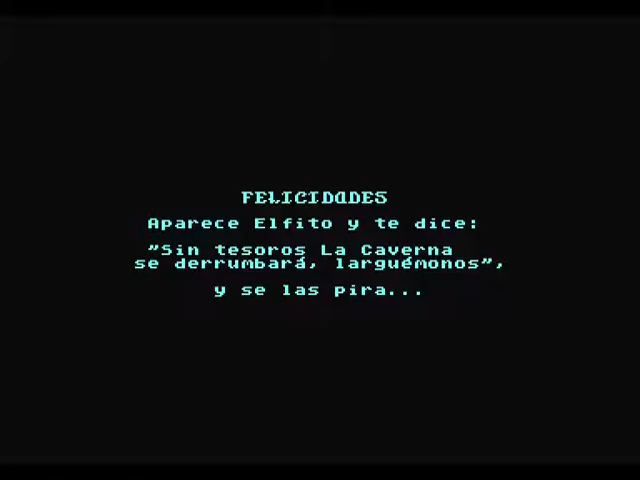 FELICIDADES
Aparece Elfito y te dice:
"Sin tesoros La Caverna
se derrumbará, larguémonos",
y se las pira...